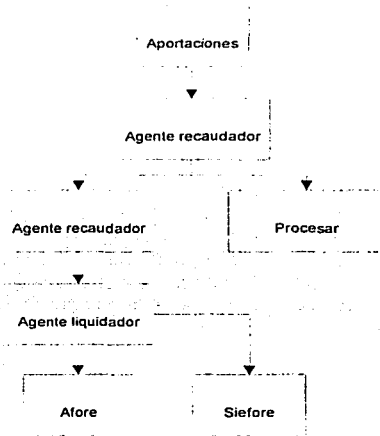 Aportaciones
Agente recaudador
Agente recaudador
Procesar
Agente liquidador
Afore
Siefore